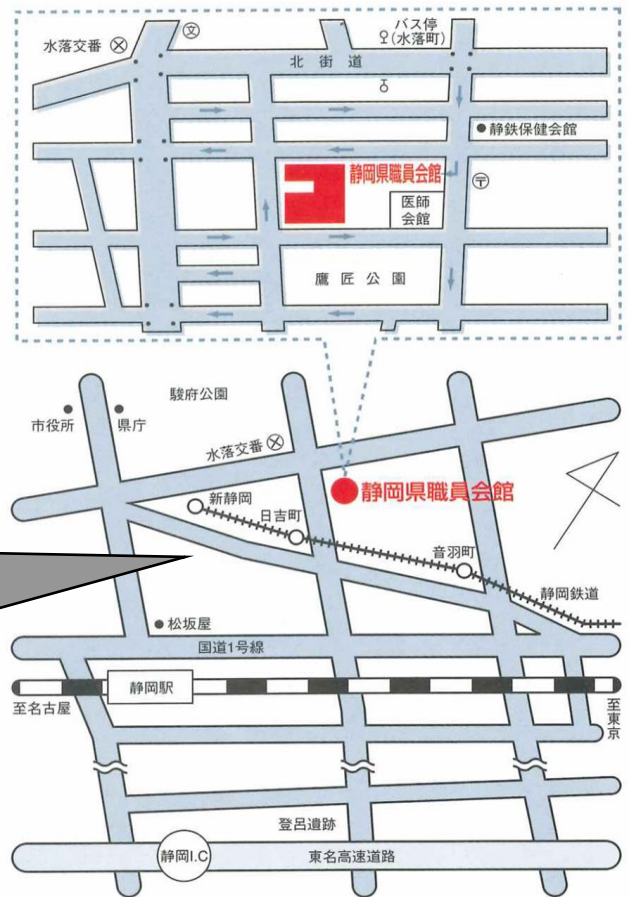 水落交番
文
バス停
(水落町)
北街道
静鉄保健会館
静岡県職員会館
〒
医師
会館
鷹匠公園
駿府公園
市役所
県庁
水落交番
静岡県職員会館
新静岡
日吉町
音羽町
静岡鉄道
松坂屋
国道1号線
静岡駅
至名古屋
至東京
登呂遺跡
静岡I.C
東名高速道路